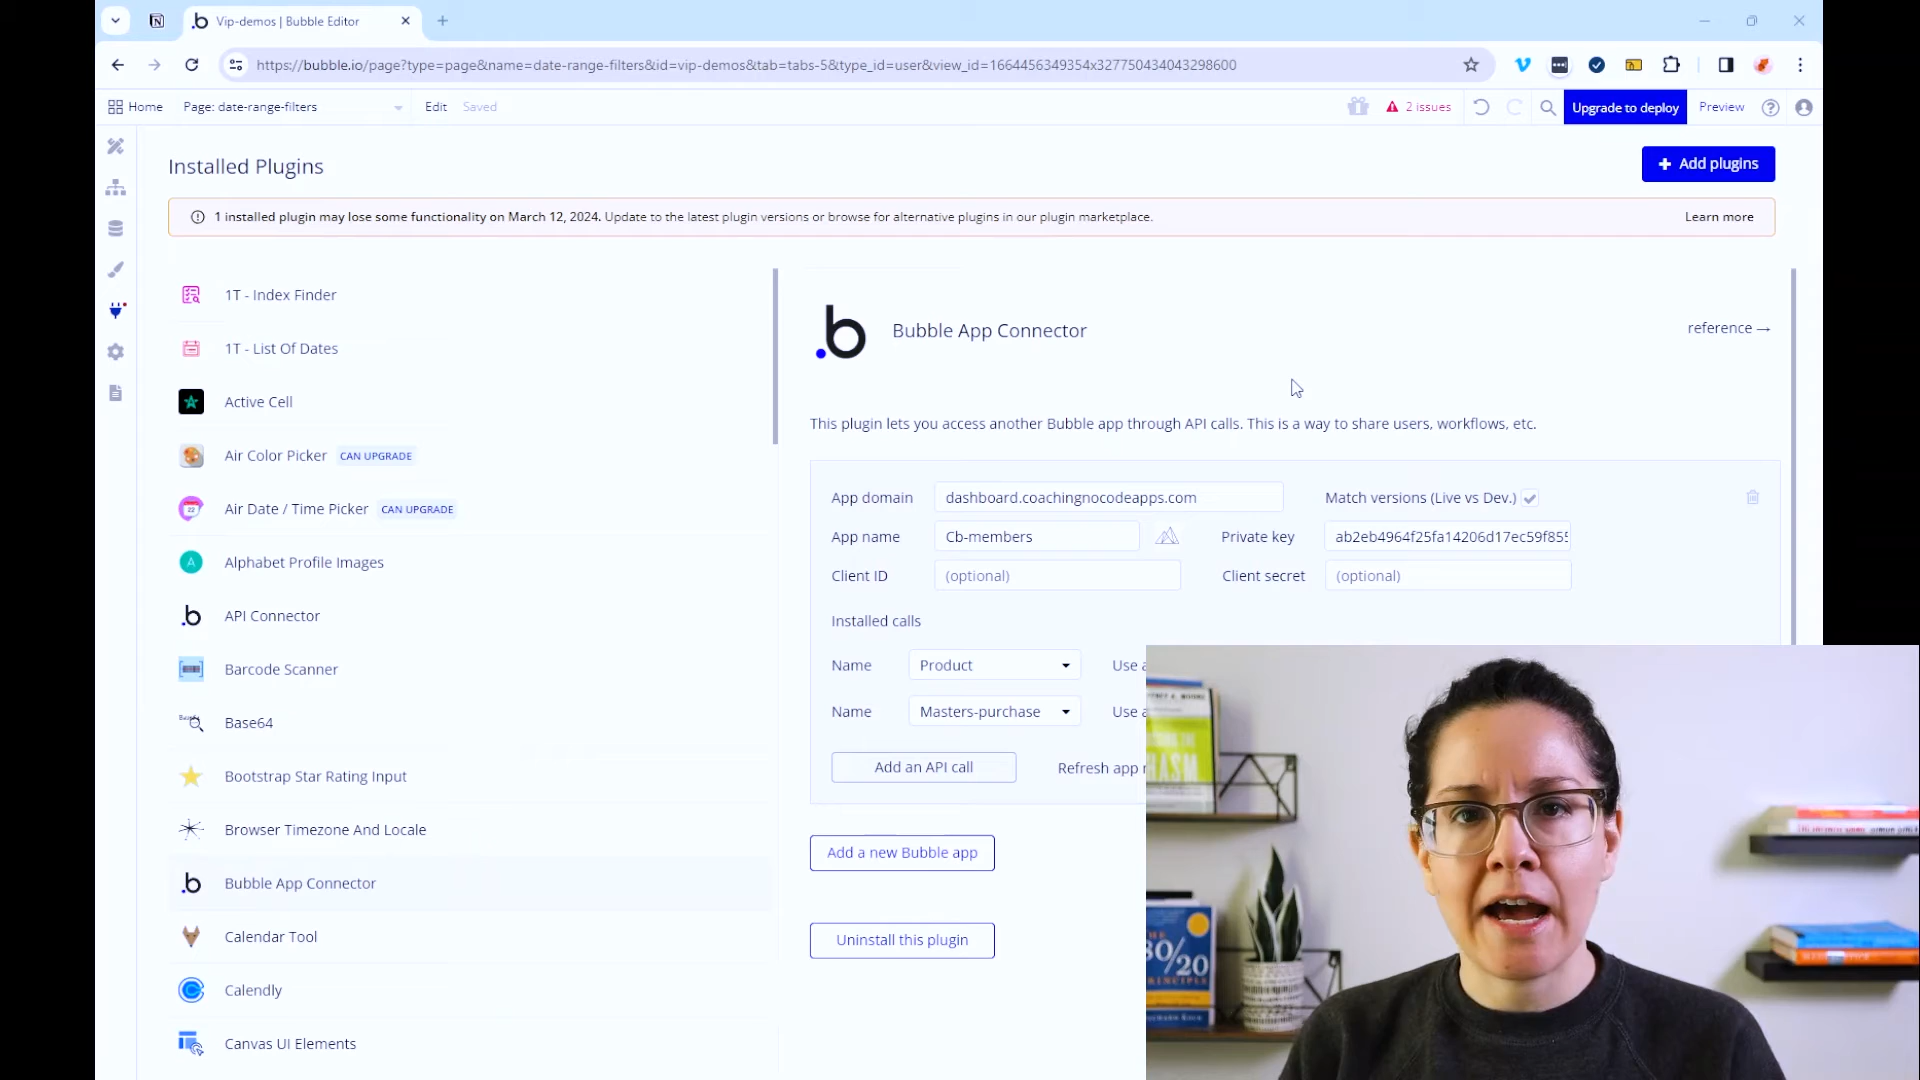 Vip-demos | Bubble Editor
https://bubble.io/page?type=page&name=date-range-filters&id=vip-demos&tab=tabs-5&type_id=user&view_id=1664456349354x327750434043298600
Home
Page: date-range-filters
Edit
Saved
2 issues
Upgrade to deploy
Preview
Installed Plugins
+ Add plugins
1 installed plugin may lose some functionality on March 12, 2024. Update to the latest plugin versions or browse for alternative plugins in our plugin marketplace.
Learn more
1T - Index Finder
1T - List Of Dates
Active Cell
Air Color Picker CAN UPGRADE
Air Date / Time Picker CAN UPGRADE
Alphabet Profile Images
API Connector
Barcode Scanner
Base64
Bootstrap Star Rating Input
Browser Timezone And Locale
Bubble App Connector
Calendar Tool
Calendly
Canvas UI Elements
Bubble App Connector
reference →
This plugin lets you access another Bubble app through API calls. This is a way to share users, workflows, etc.
App domain dashboard.coachingnocodeapps.com Match versions (Live vs Dev.)
App name Cb-members Private key ab2eb4964f25fa14206d17ec59f855
Client ID (optional) Client secret (optional)
Installed calls
Name Product Use a
Name Masters-purchase Use a
Add an API call Refresh app
Add a new Bubble app
Uninstall this plugin
80/20
PRINCIPLE